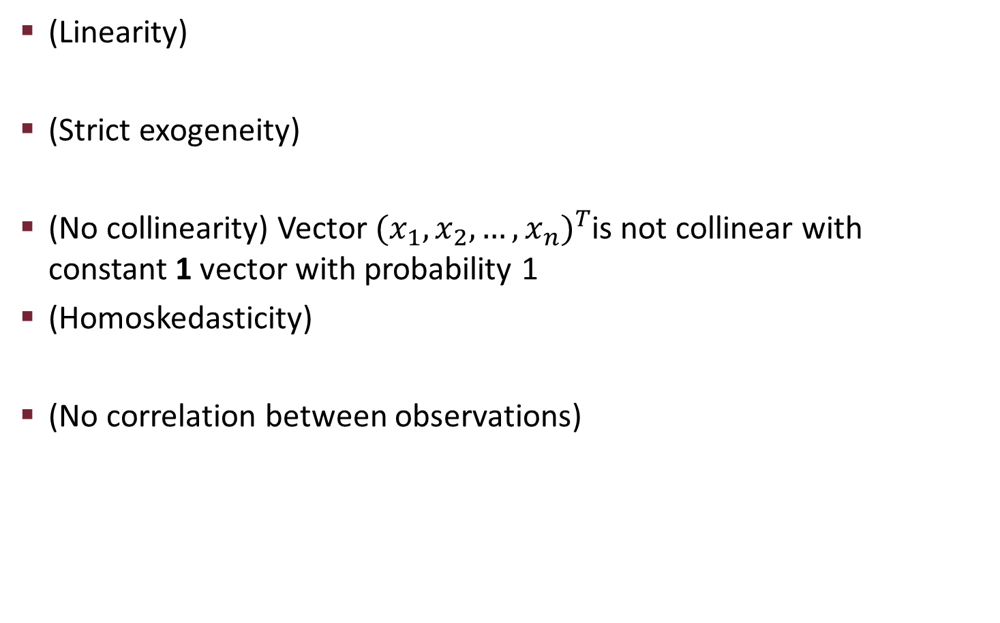 ▪ (Linearity)
▪ (Strict exogeneity)
▪ (No collinearity) Vector $(x_1, x_2, \ldots, x_n)^T$ is not collinear with
constant **1** vector with probability 1
▪ (Homoskedasticity)
▪ (No correlation between observations)